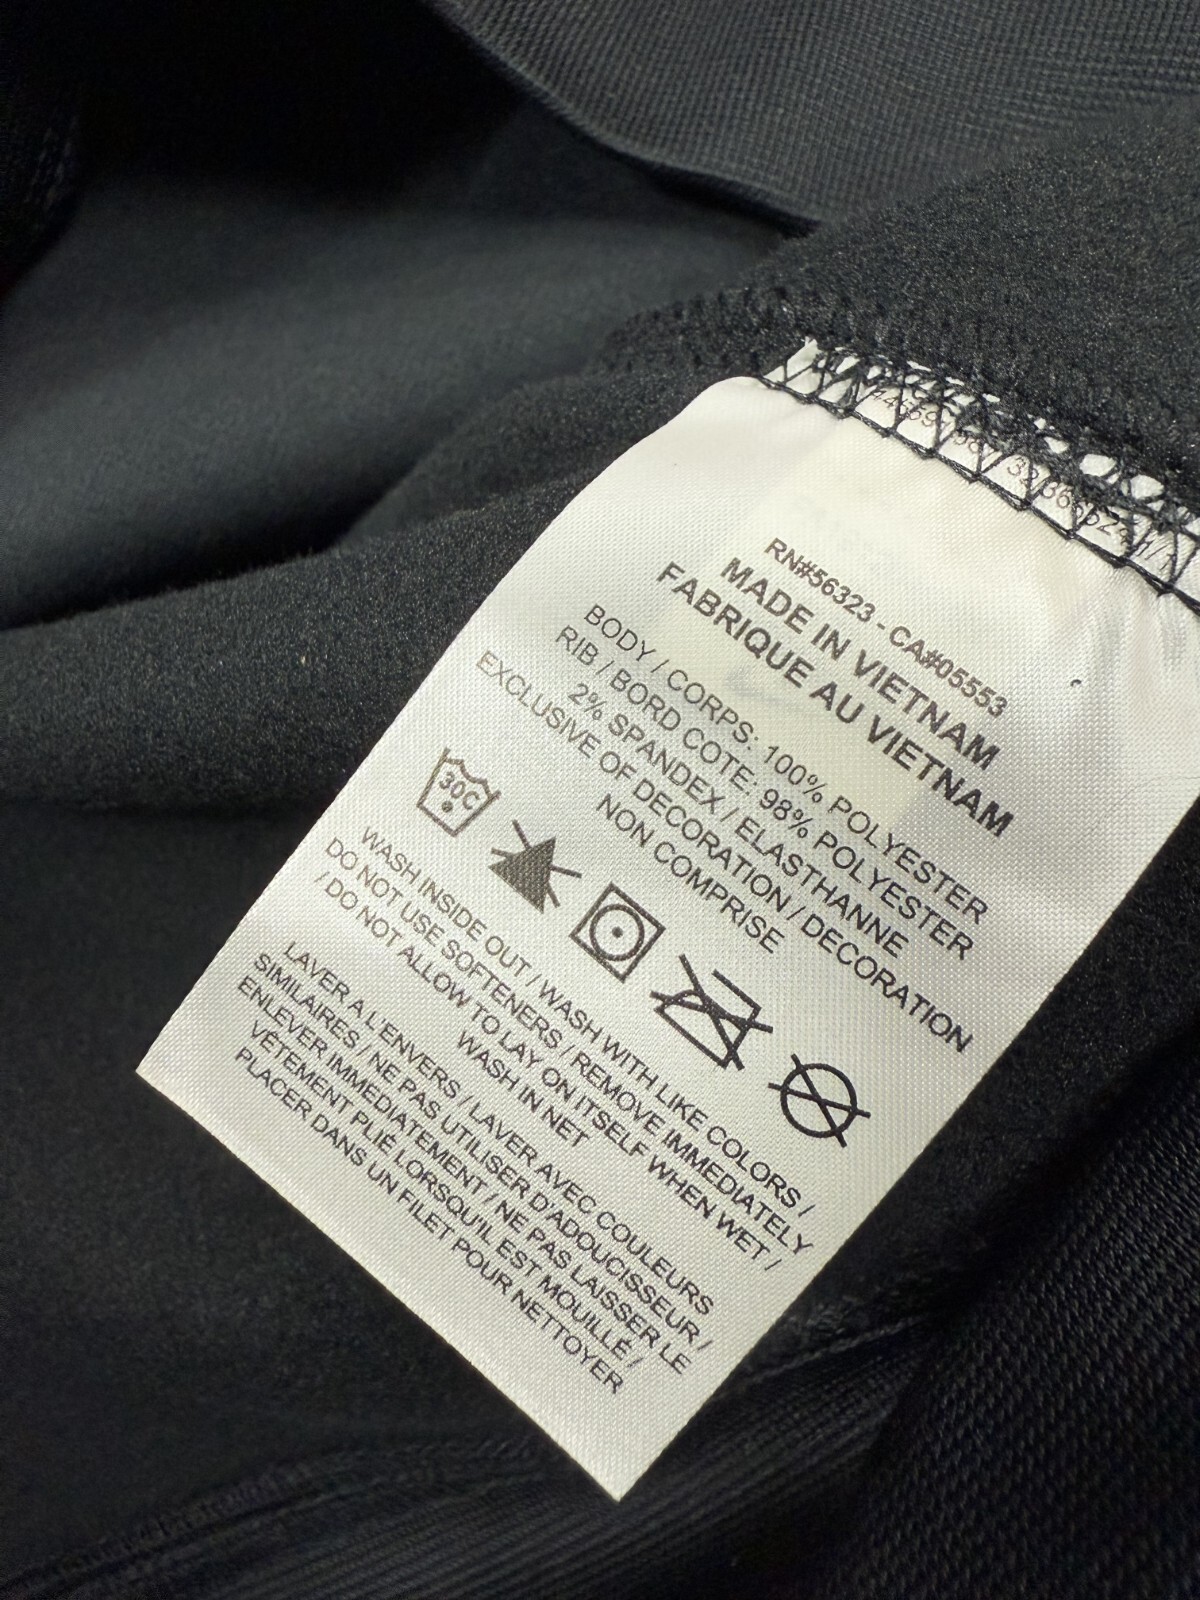 RN#56323 - CA#05553
MADE IN VIETNAM
FABRIQUE AU VIETNAM
BODY / CORPS: 100% POLYESTER
RIB / BORD COTE: 98% POLYESTER
2% SPANDEX / ELASTHANNE
EXCLUSIVE OF DECORATION / DECORATION
NON COMPRISE
30C
WASH INSIDE OUT / WASH WITH LIKE COLORS /
DO NOT USE SOFTENERS / REMOVE IMMEDIATELY
/ DO NOT ALLOW TO LAY ON ITSELF WHEN WET /
WASH IN NET
LAVER A L'ENVERS / LAVER AVEC COULEURS
SIMILAIRES / NE PAS UTILISER D'ADOUCISSEUR /
ENLEVER IMMEDIATEMENT / NE PAS LAISSER LE
VÊTEMENT PLIÉ LORSQU'IL EST MOUILLÉ /
PLACER DANS UN FILET POUR NETTOYER